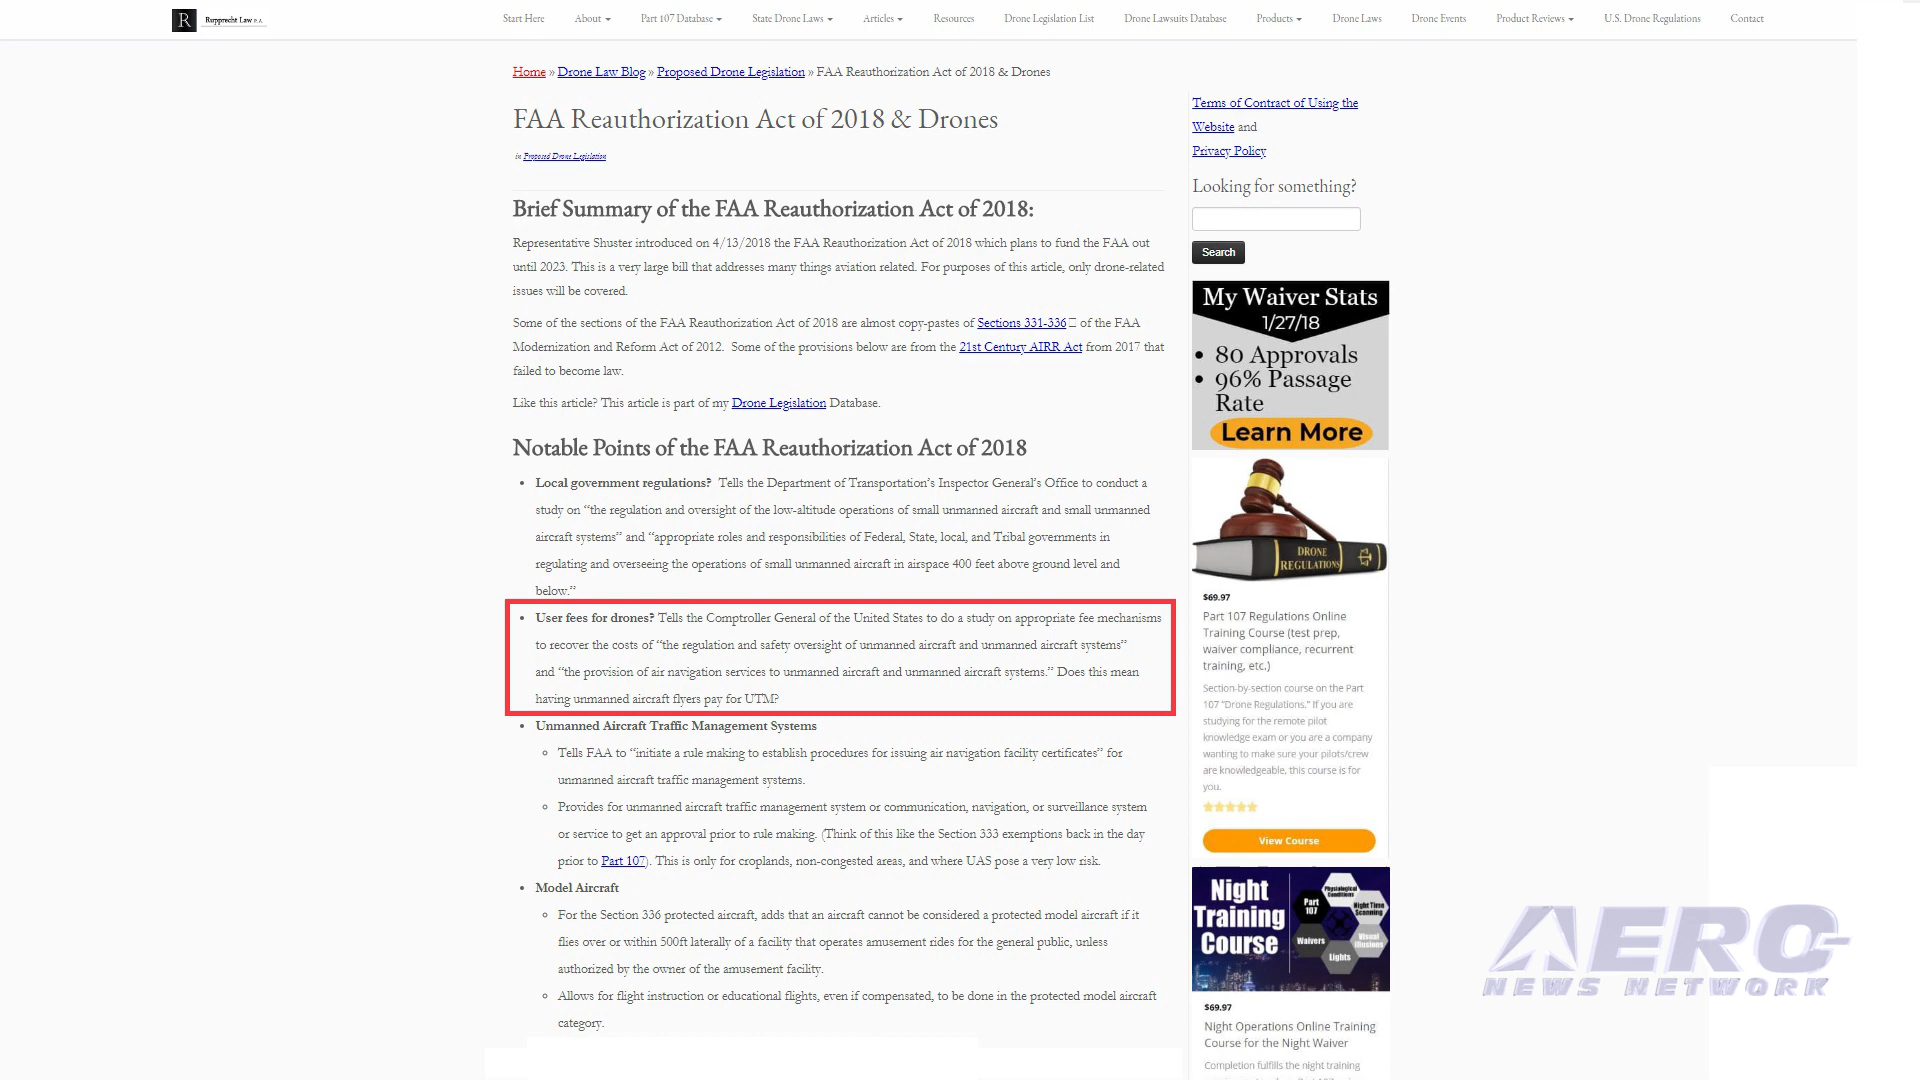 R Rupprecht Law P.A.
Start Here About Part 107 Database State Drone Laws Articles Resources Drone Legislation List Drone Lawsuits Database Products Drone Laws Drone Events Product Reviews U.S. Drone Regulations Contact
Home » Drone Law Blog » Proposed Drone Legislation » FAA Reauthorization Act of 2018 & Drones
FAA Reauthorization Act of 2018 & Drones
in Proposed Drone Legislation
Brief Summary of the FAA Reauthorization Act of 2018:
Representative Shuster introduced on 4/13/2018 the FAA Reauthorization Act of 2018 which plans to fund the FAA out
until 2023. This is a very large bill that addresses many things aviation related. For purposes of this article, only drone-related
issues will be covered.
Some of the sections of the FAA Reauthorization Act of 2018 are almost copy-pastes of Sections 331-336 of the FAA
Modernization and Reform Act of 2012. Some of the provisions below are from the 21st Century AIRR Act from 2017 that
failed to become law.
Like this article? This article is part of my Drone Legislation Database.
Notable Points of the FAA Reauthorization Act of 2018
• Local government regulations? Tells the Department of Transportation's Inspector General's Office to conduct a
study on "the regulation and oversight of the low-altitude operations of small unmanned aircraft and small unmanned
aircraft systems" and "appropriate roles and responsibilities of Federal, State, local, and Tribal governments in
regulating and overseeing the operations of small unmanned aircraft in airspace 400 feet above ground level and
below."
• User fees for drones? Tells the Comptroller General of the United States to do a study on appropriate fee mechanisms
to recover the costs of "the regulation and safety oversight of unmanned aircraft and unmanned aircraft systems"
and "the provision of air navigation services to unmanned aircraft and unmanned aircraft systems." Does this mean
having unmanned aircraft flyers pay for UTM?
• Unmanned Aircraft Traffic Management Systems
◦ Tells FAA to "initiate a rule making to establish procedures for issuing air navigation facility certificates" for
unmanned aircraft traffic management systems.
◦ Provides for unmanned aircraft traffic management system or communication, navigation, or surveillance system
or service to get an approval prior to rule making. (Think of this like the Section 333 exemptions back in the day
prior to Part 107). This is only for croplands, non-congested areas, and where UAS pose a very low risk.
• Model Aircraft
◦ For the Section 336 protected aircraft, adds that an aircraft cannot be considered a protected model aircraft if it
flies over or within 500ft laterally of a facility that operates amusement rides for the general public, unless
authorized by the owner of the amusement facility.
◦ Allows for flight instruction or educational flights, even if compensated, to be done in the protected model aircraft
category.
Terms of Contract of Using the
Website and
Privacy Policy
Looking for something?
Search
My Waiver Stats
1/27/18
• 80 Approvals
• 96% Passage
Rate
Learn More
DRONE
REGULATIONS
$69.97
Part 107 Regulations Online
Training Course (test prep,
waiver compliance, recurrent
training, etc.)
Section-by-section course on the Part
107 "Drone Regulations." If you are
studying for the remote pilot
knowledge exam or you are a company
wanting to make sure your pilots/crew
are knowledgeable, this course is for
you.
View Course
Night
Training
Course
Part
107
Physiological
Conditions
Night Time
Scanning
Waivers
Visual
Illusions
Lights
$69.97
Night Operations Online Training
Course for the Night Waiver
Completion fulfills the night training
AERO
NEWS NETWORK